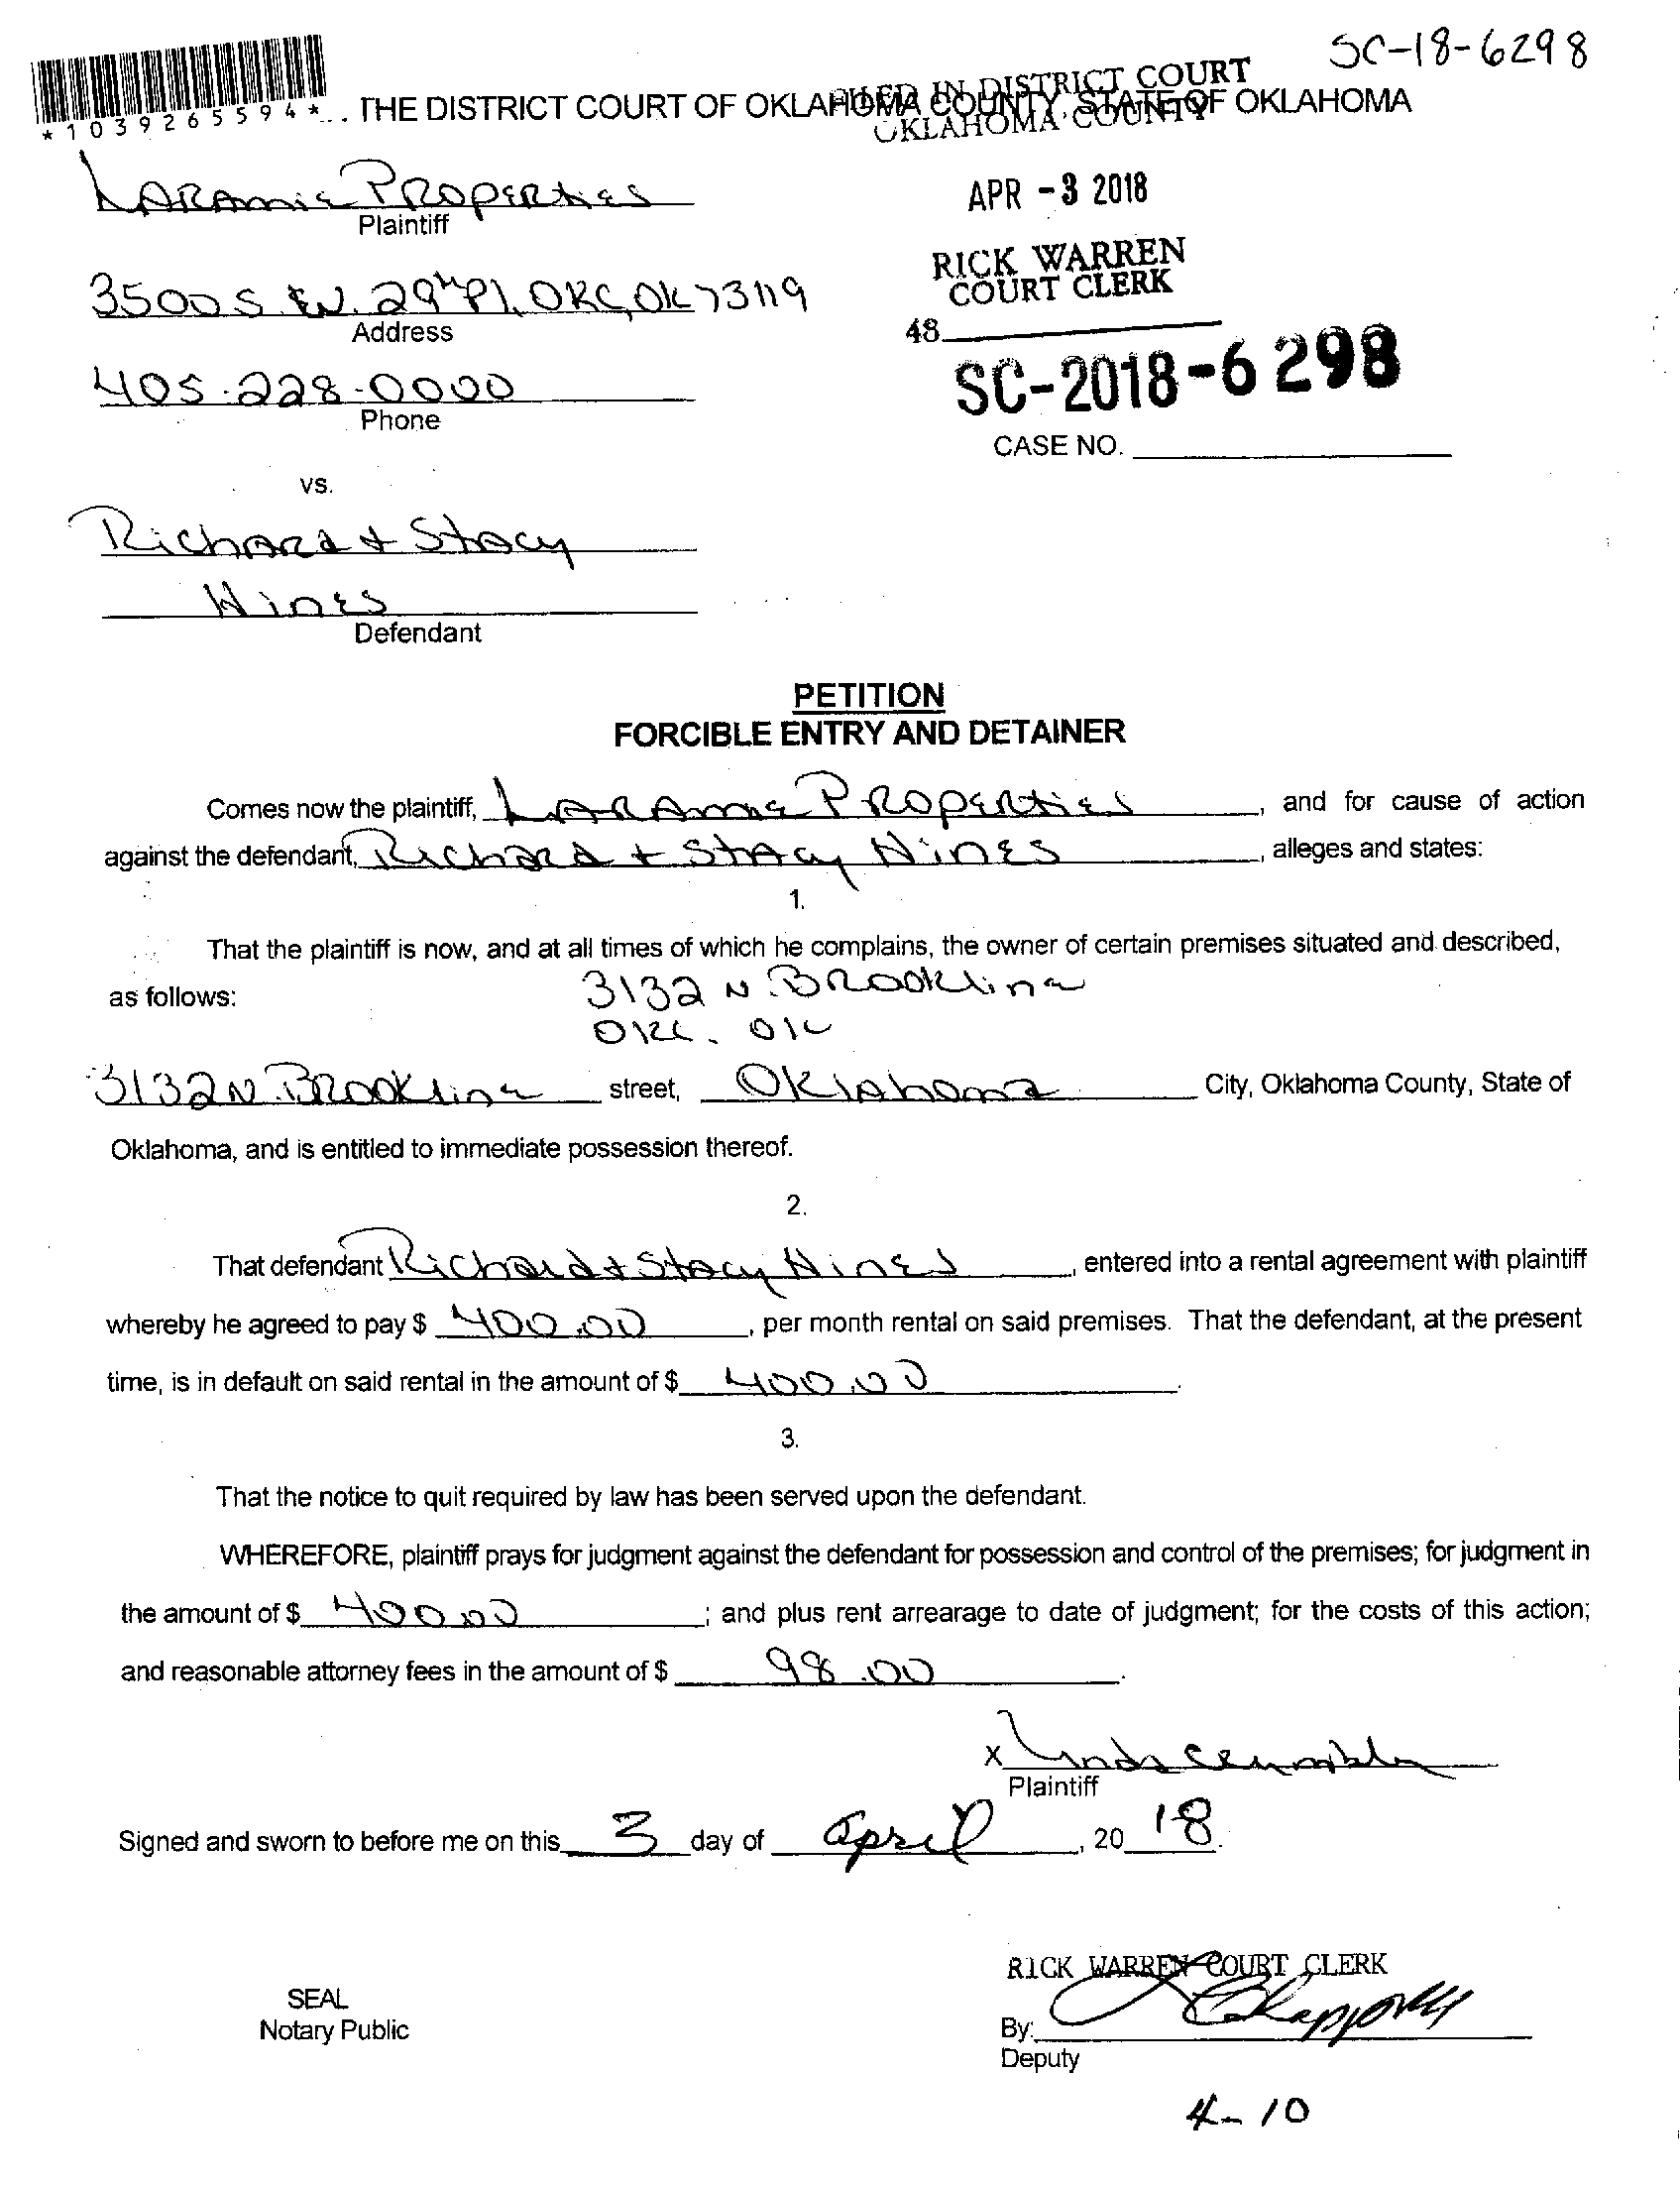 SC-18-6298
FILED IN DISTRICT COURT
OKLAHOMA COUNTY
*1039265594*
THE DISTRICT COURT OF OKLAHOMA COUNTY, STATE OF OKLAHOMA
Laramie Properties
Plaintiff
APR -3 2018
RICK WARREN
COURT CLERK
3500 S.W. 29th Pl. OKC, OK 73119
Address
48
405-228-0000
Phone
SC-2018-6298
CASE NO.
vs.
Richard + Stacy
Hines
Defendant
PETITION
FORCIBLE ENTRY AND DETAINER
Comes now the plaintiff, Laramie Properties, and for cause of action
against the defendant, Richard + Stacy Hines, alleges and states:
1.
That the plaintiff is now, and at all times of which he complains, the owner of certain premises situated and described,
as follows: 3132 N. Brookline
OKC. OK
3132 N. Brookline street, Oklahoma City, Oklahoma County, State of
Oklahoma, and is entitled to immediate possession thereof.
2.
That defendant Richard + Stacy Hines, entered into a rental agreement with plaintiff
whereby he agreed to pay $ 400.00, per month rental on said premises. That the defendant, at the present
time, is in default on said rental in the amount of $ 400.00.
3.
That the notice to quit required by law has been served upon the defendant.
WHEREFORE, plaintiff prays for judgment against the defendant for possession and control of the premises; for judgment in
the amount of $ 400.00; and plus rent arrearage to date of judgment; for the costs of this action;
and reasonable attorney fees in the amount of $ 98.00.
x
Plaintiff
Signed and sworn to before me on this 3 day of April, 2018.
RICK WARREN COURT CLERK
SEAL
Notary Public
By:
Deputy
4-10